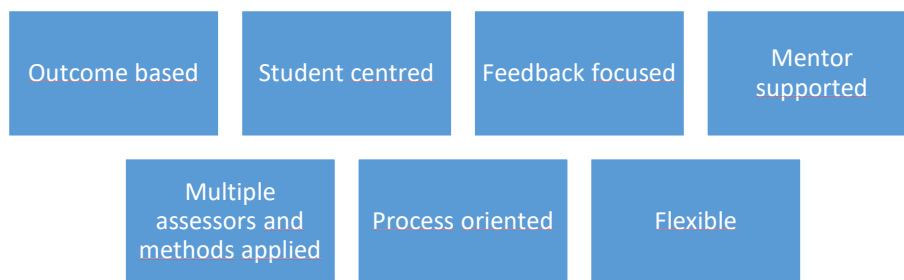 Outcome based
Student centred
Feedback focused
Mentor
supported
Multiple
assessors and
methods applied
Process oriented
Flexible